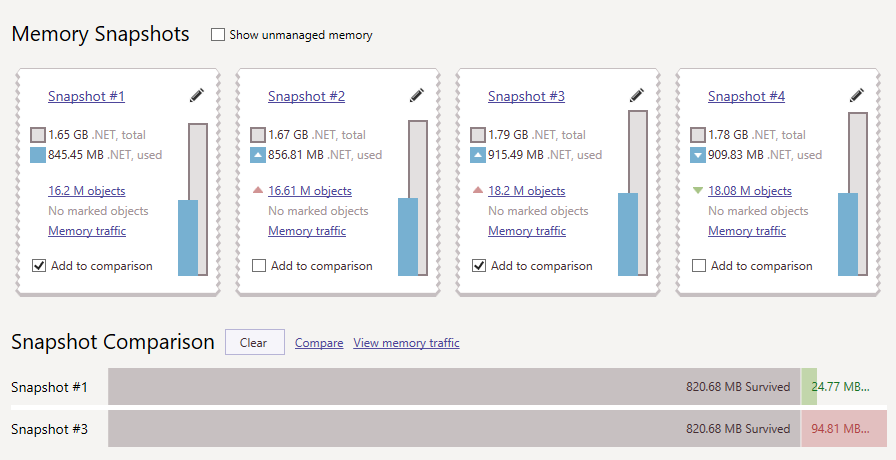 Memory Snapshots
Show unmanaged memory
Snapshot #1
1.65 GB .NET, total
845.45 MB .NET, used
16.2 M objects
No marked objects
Memory traffic
Add to comparison
Snapshot #2
1.67 GB .NET, total
856.81 MB .NET, used
16.61 M objects
No marked objects
Memory traffic
Add to comparison
Snapshot #3
1.79 GB .NET, total
915.49 MB .NET, used
18.2 M objects
No marked objects
Memory traffic
Add to comparison
Snapshot #4
1.78 GB .NET, total
909.83 MB .NET, used
18.08 M objects
No marked objects
Memory traffic
Add to comparison
Snapshot Comparison
Clear
Compare
View memory traffic
Snapshot #1
820.68 MB Survived
24.77 MB...
Snapshot #3
820.68 MB Survived
94.81 MB...